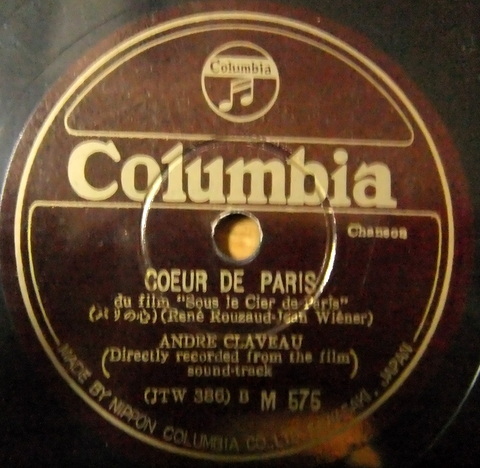 Columbia
Columbia
Chanson
COEUR DE PARIS
du film "Sous le Ciel de Paris"
(パリの心) (René Rouzaud-Jean Wiéner)
ANDRE CLAVEAU
(Directly recorded from the film)
sound-track
(JTW 386) B M 575
MADE BY NIPPON COLUMBIA CO., LTD. KAWASAKI, JAPAN